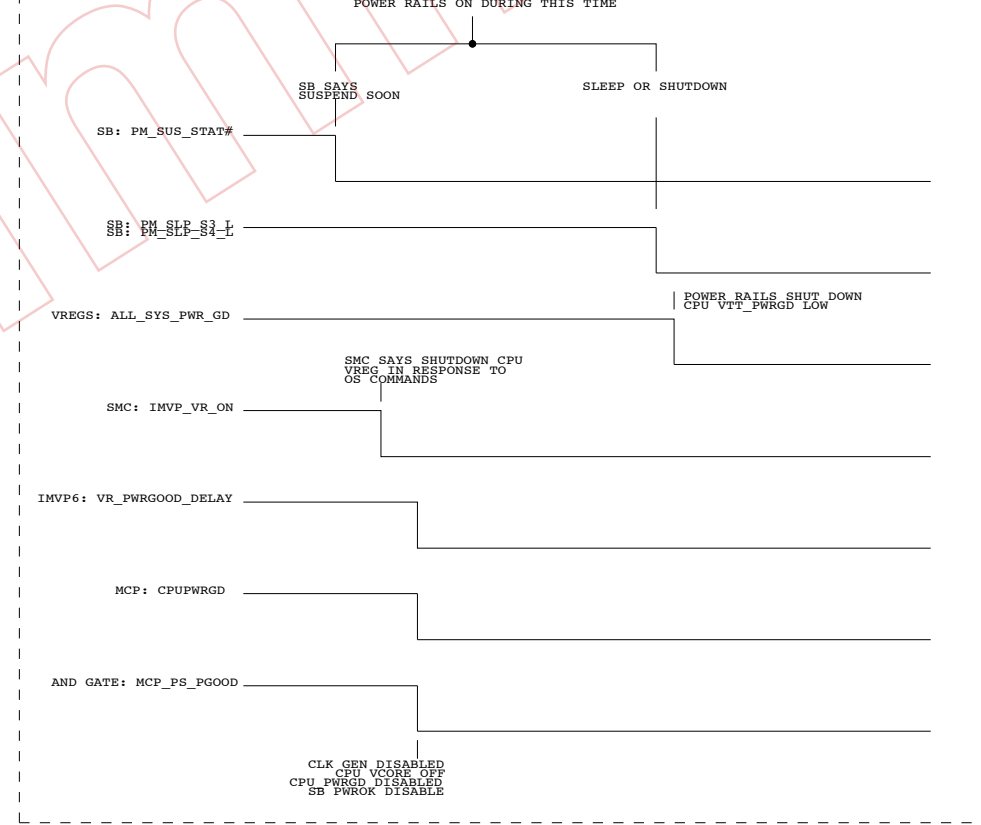 POWER RAILS ON DURING THIS TIME
SB SAYS
SUSPEND SOON
SLEEP OR SHUTDOWN
SB: PM_SUS_STAT#
SB: PM_SLP_S3_L
SB: PM_SLP_S4_L
POWER RAILS SHUT DOWN
CPU VTT_PWRGD LOW
VREGS: ALL_SYS_PWR_GD
SMC SAYS SHUTDOWN CPU
VREG IN RESPONSE TO
OS COMMANDS
SMC: IMVP_VR_ON
IMVP6: VR_PWRGOOD_DELAY
MCP: CPUPWRGD
AND GATE: MCP_PS_PGOOD
CLK GEN DISABLED
CPU VCORE OFF
CPU PWRGD DISABLED
SB PWROK DISABLE